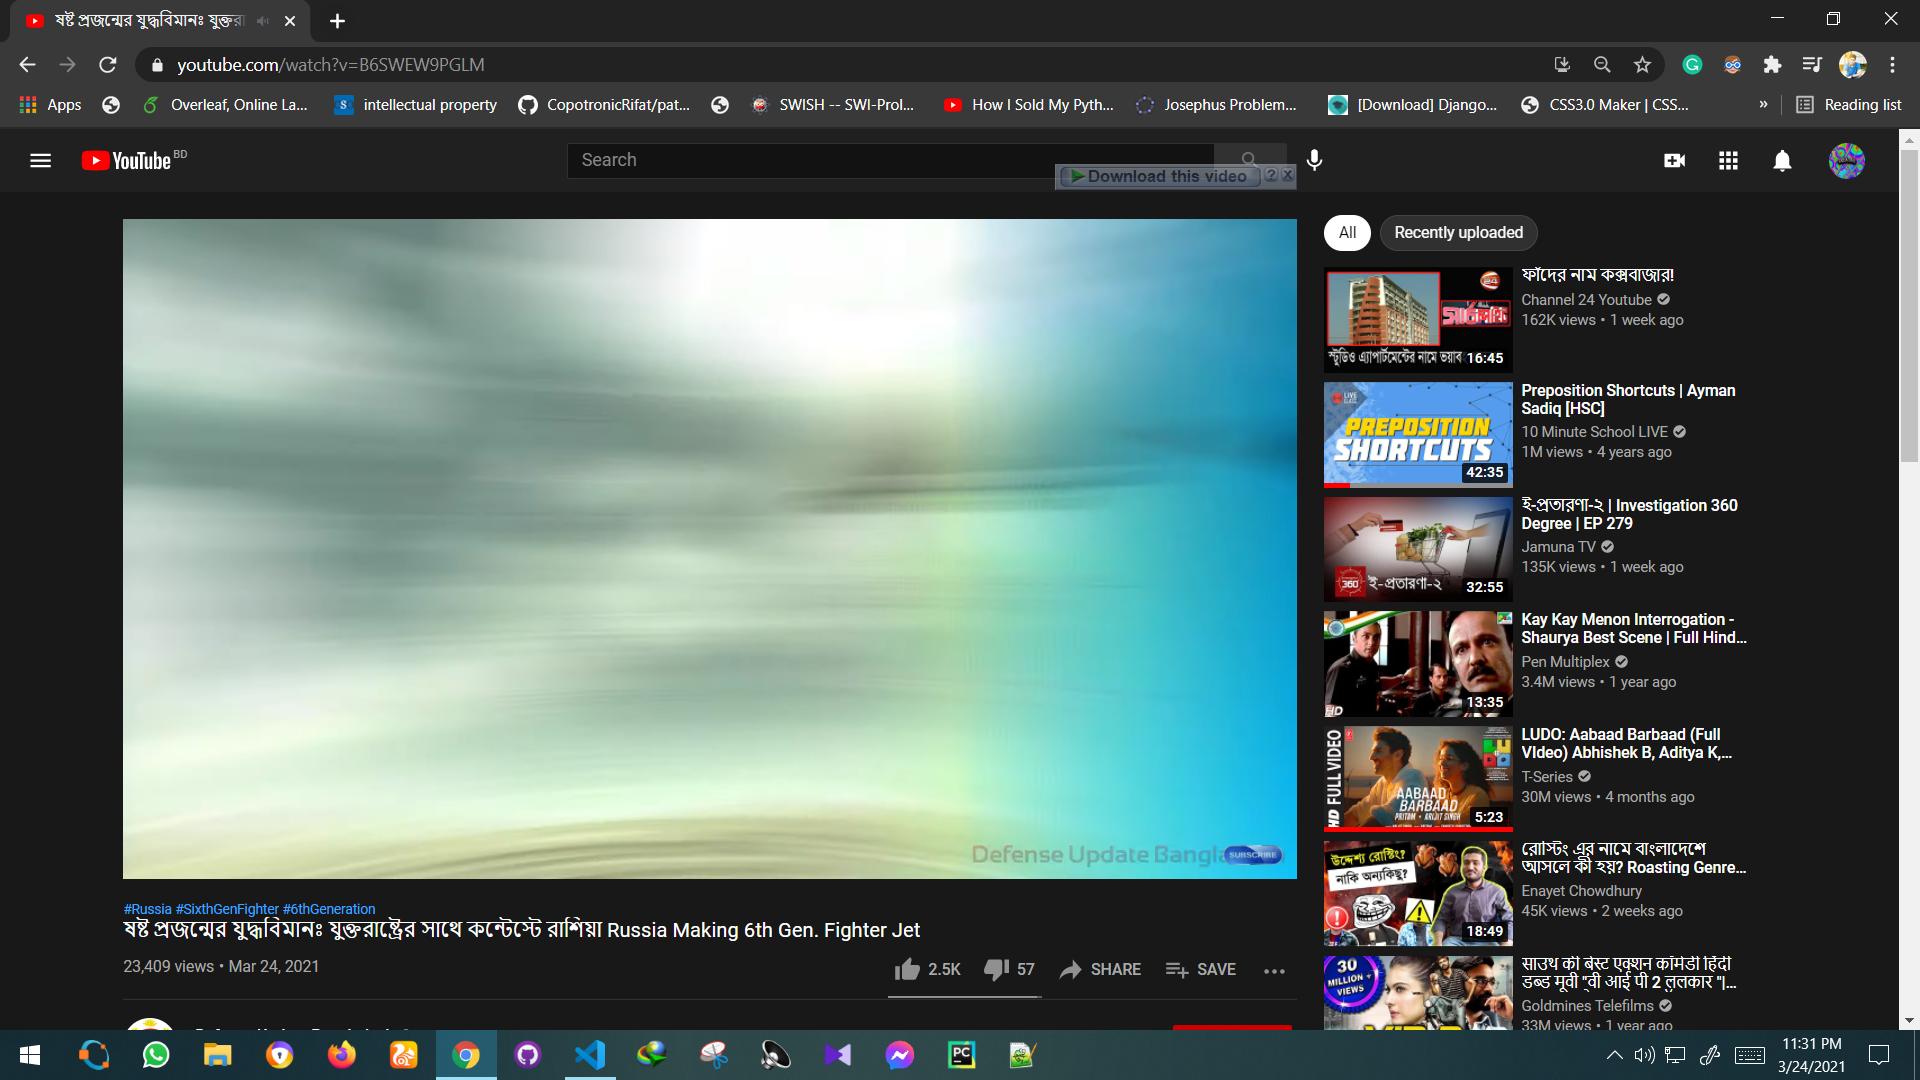 ষষ্ট প্রজন্মের যুদ্ধবিমানঃ যুক্তরা
youtube.com/watch?v=B6SWEW9PGLM
Apps
Overleaf, Online La...
intellectual property
CopotronicRifat/pat...
SWISH -- SWI-Prol...
How I Sold My Pyth...
Josephus Problem...
[Download] Django...
CSS3.0 Maker | CSS...
»
Reading list
YouTube BD
Search
Download this video
All
Recently uploaded
ফাঁদের নাম কক্সবাজার!
Channel 24 Youtube
162K views • 1 week ago
24
স্টুডিও এ্যাপার্টমেন্টের নামে ভয়াব
16:45
Preposition Shortcuts | Ayman
Sadiq [HSC]
10 Minute School LIVE
1M views • 4 years ago
LIVE
PREPOSITION
SHORTCUTS
42:35
ই-প্রতারণা-২ | Investigation 360
Degree | EP 279
Jamuna TV
135K views • 1 week ago
360
ই-প্রতারণা-২
32:55
Kay Kay Menon Interrogation -
Shaurya Best Scene | Full Hind...
Pen Multiplex
3.4M views • 1 year ago
HD
13:35
LUDO: Aabaad Barbaad (Full
VIdeo) Abhishek B, Aditya K,...
T-Series
30M views • 4 months ago
HD FULL VIDEO
AABAAD
BARBAAD
PRITAM • ARIJIT SINGH
5:23
রোস্টিং এর নামে বাংলাদেশে
আসলে কী হয়? Roasting Genre...
Enayet Chowdhury
45K views • 2 weeks ago
উদ্দেশ্য রোস্টিং?
নাকি অন্যকিছু?
18:49
साउथ की बेस्ट एक्शन कॉमेडी हिंदी
डब्ड मूवी "वी आई पी 2 लुलकार "|...
Goldmines Telefilms
33M views • 1 year ago
30
MILLION +
VIEWS
Defense Update Bangla
SUBSCRIBE
#Russia #SixthGenFighter #6thGeneration
ষষ্ট প্রজন্মের যুদ্ধবিমানঃ যুক্তরাষ্ট্রের সাথে কন্টেস্টে রাশিয়া Russia Making 6th Gen. Fighter Jet
23,409 views • Mar 24, 2021
2.5K
57
SHARE
SAVE
PC
11:31 PM
3/24/2021